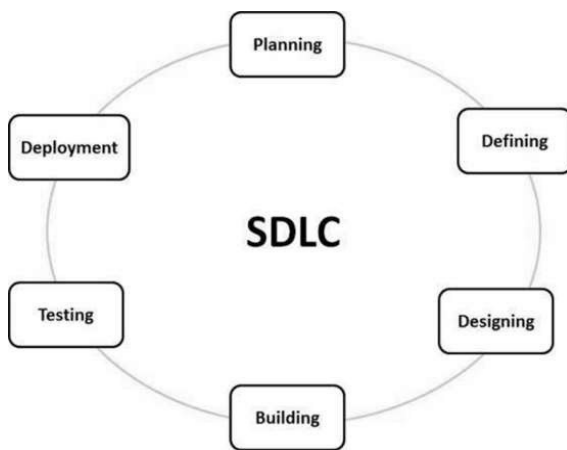 Planning
Defining
Designing
Building
Testing
Deployment
SDLC